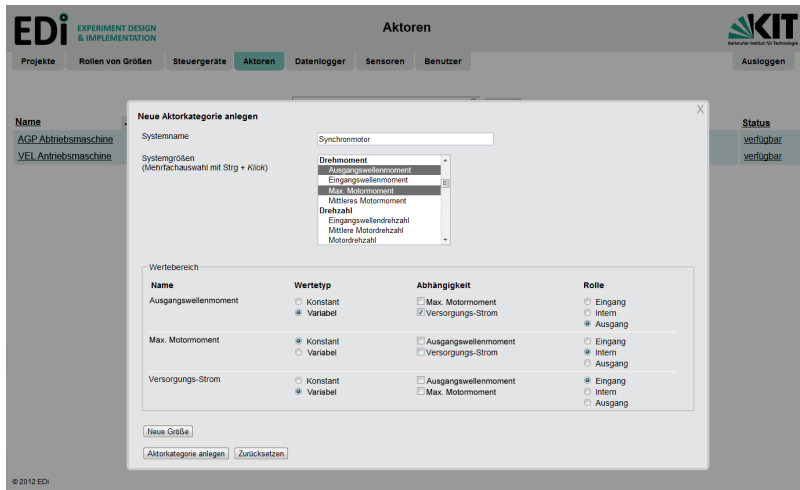 EDi EXPERIMENT DESIGN
& IMPLEMENTATION
Aktoren
KIT
Karlsruher Institut für Technologie
Projekte Rollen von Größen Steuergeräte Aktoren Datenlogger Sensoren Benutzer Ausloggen
Name Status
AGP Abtriebsmaschine verfügbar
VEL Antriebsmaschine verfügbar
Neue Aktorkategorie anlegen X
Systemname Synchronmotor
Systemgrößen
(Mehrfachauswahl mit Strg + Klick)
Drehmoment
Ausgangswellenmoment
Eingangswellenmoment
Max. Motormoment
Mittleres Motormoment
Drehzahl
Eingangswellendrehzahl
Mittlere Motordrehzahl
Motordrehzahl
Wertebereich
Name Wertetyp Abhängigkeit Rolle
Ausgangswellenmoment Konstant Max. Motormoment Eingang
Variabel Versorgungs-Strom Intern
Ausgang
Max. Motormoment Konstant Ausgangswellenmoment Eingang
Variabel Versorgungs-Strom Intern
Ausgang
Versorgungs-Strom Konstant Ausgangswellenmoment Eingang
Variabel Max. Motormoment Intern
Ausgang
Neue Größe
Aktorkategorie anlegen Zurücksetzen
© 2012 EDi